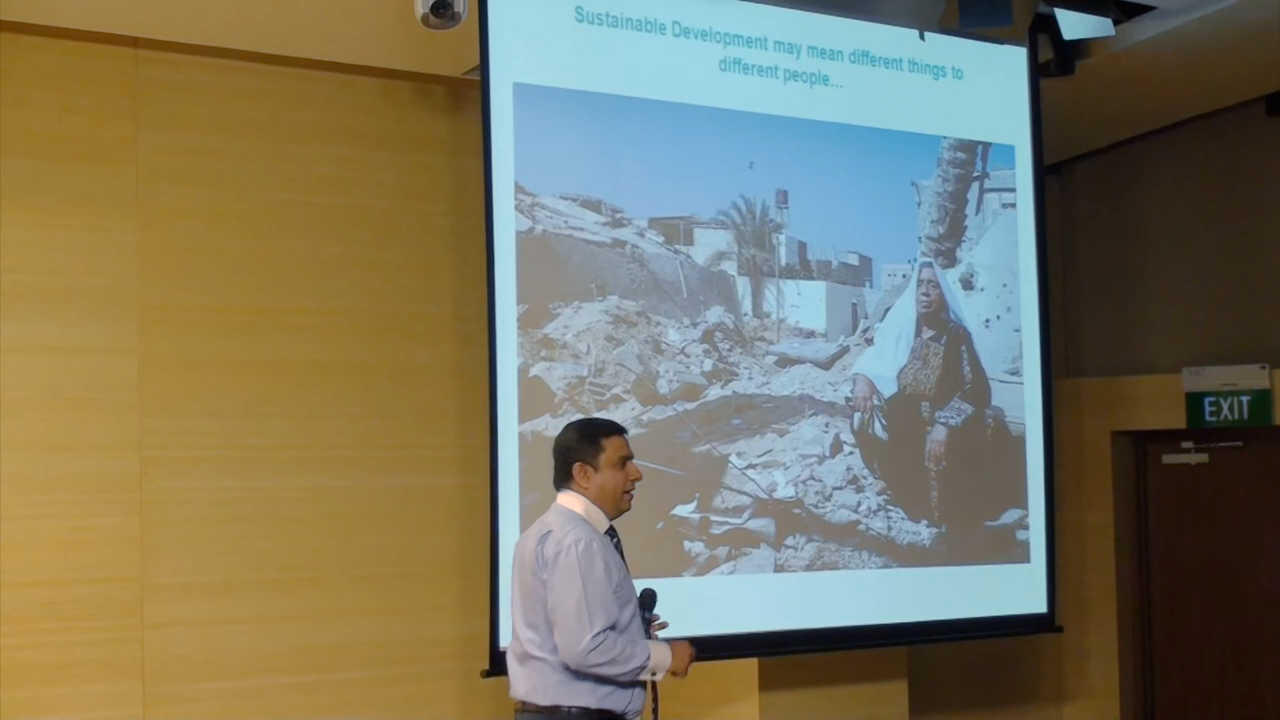 Sustainable Development may mean different things to
different people...
EXIT